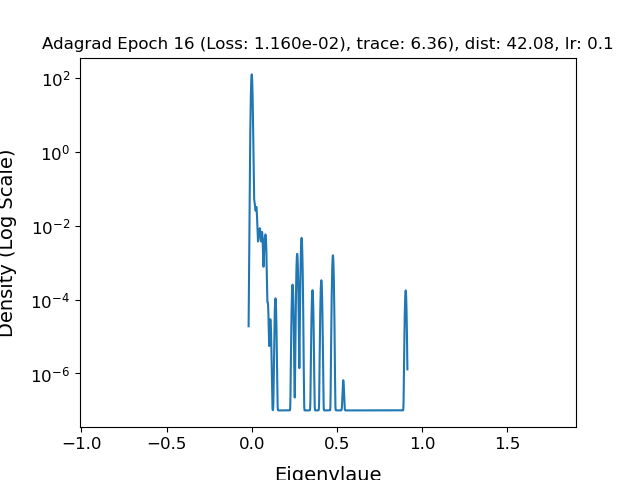 Adagrad Epoch 16 (Loss: 1.160e-02), trace: 6.36), dist: 42.08, lr: 0.1
Density (Log Scale)
10²
10⁰
10⁻²
10⁻⁴
10⁻⁶
−1.0 −0.5 0.0 0.5 1.0 1.5
Eigenvlaue